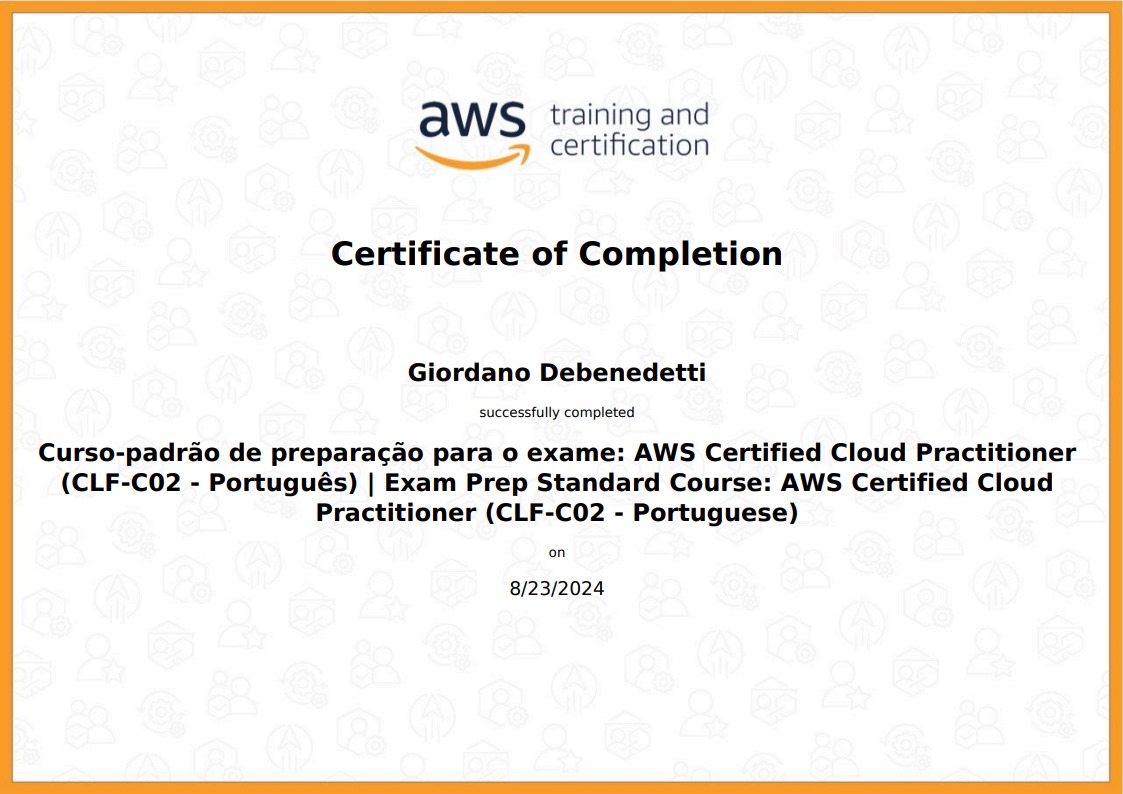 aws training and
certification
Certificate of Completion
Giordano Debenedetti
successfully completed
Curso-padrão de preparação para o exame: AWS Certified Cloud Practitioner
(CLF-C02 - Português) | Exam Prep Standard Course: AWS Certified Cloud
Practitioner (CLF-C02 - Portuguese)
on
8/23/2024